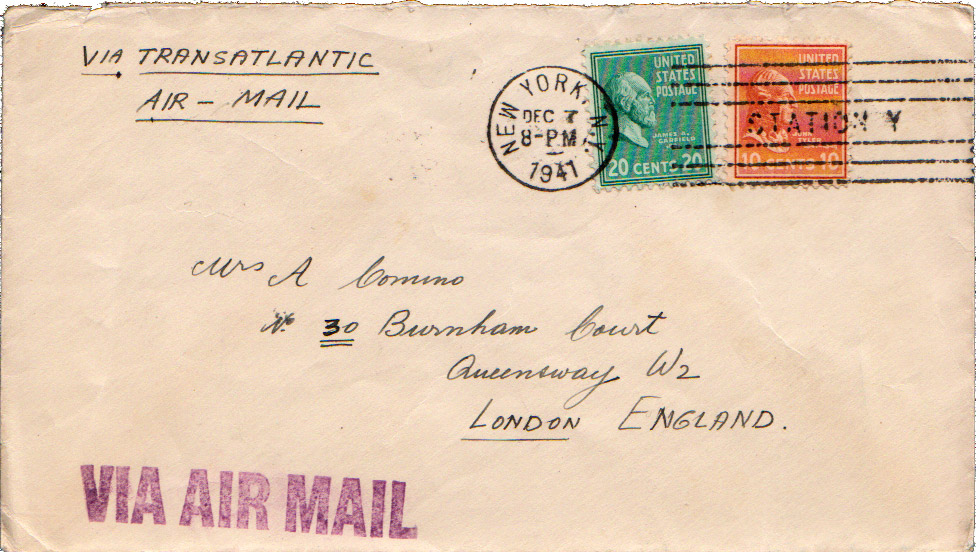 VIA TRANSATLANTIC
AIR - MAIL
NEW YORK, N.Y.
DEC 7
8-PM
1941
UNITED
STATES
POSTAGE
JAMES A.
GARFIELD
20 CENTS 20
UNITED
STATES
POSTAGE
JOHN
TYLER
10 CENTS 10
STATION Y
Mrs A Comino
No 30 Burnham Court
Queensway W2
LONDON ENGLAND.
VIA AIR MAIL